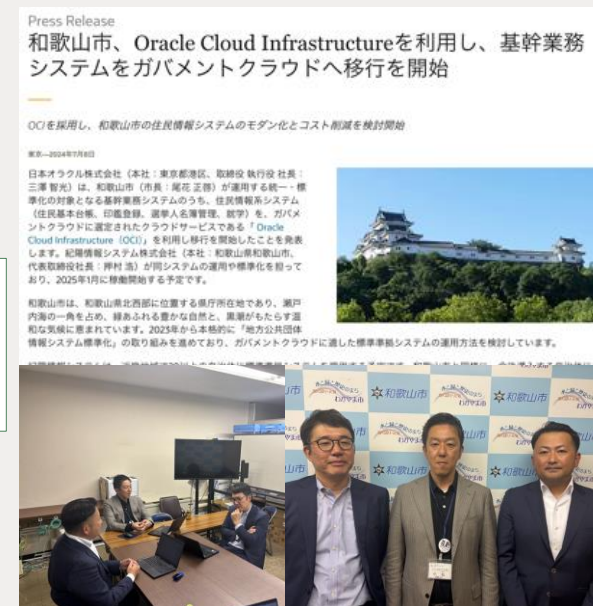 Press Release
和歌山市、Oracle Cloud Infrastructureを利用し、基幹業務
システムをガバメントクラウドへ移行を開始
OCIを採用し、和歌山市の住民情報システムのモダン化とコスト削減を検討開始
東京—2024年7月8日
日本オラクル株式会社（本社：東京都港区、取締役 執行役 社長：
三澤 智光）は、和歌山市（市長：尾花 正啓）が運用する統一・標
準化の対象となる基幹業務システムのうち、住民情報系システム
（住民基本台帳、印鑑登録、選挙人名簿管理、就学）を、ガバメ
ントクラウドに選定されたクラウドサービスである「Oracle
Cloud Infrastructure（OCI）」を利用し移行を開始したことを発表
します。紀陽情報システム株式会社（本社：和歌山県和歌山市、
代表取締役社長：押村 浩）が同システムの運用や標準化を担って
おり、2025年1月に稼働開始する予定です。
和歌山市は、和歌山県北西部に位置する県庁所在地であり、瀬戸
内海の一角を占め、緑あふれる豊かな自然と、黒潮がもたらす温
和な気候に恵まれています。2023年から本格的に「地方公共団体
情報システム標準化」の取り組みを進めており、ガバメントクラウドに適した標準準拠システムの運用方法を検討しています。
和歌山市
和歌山市